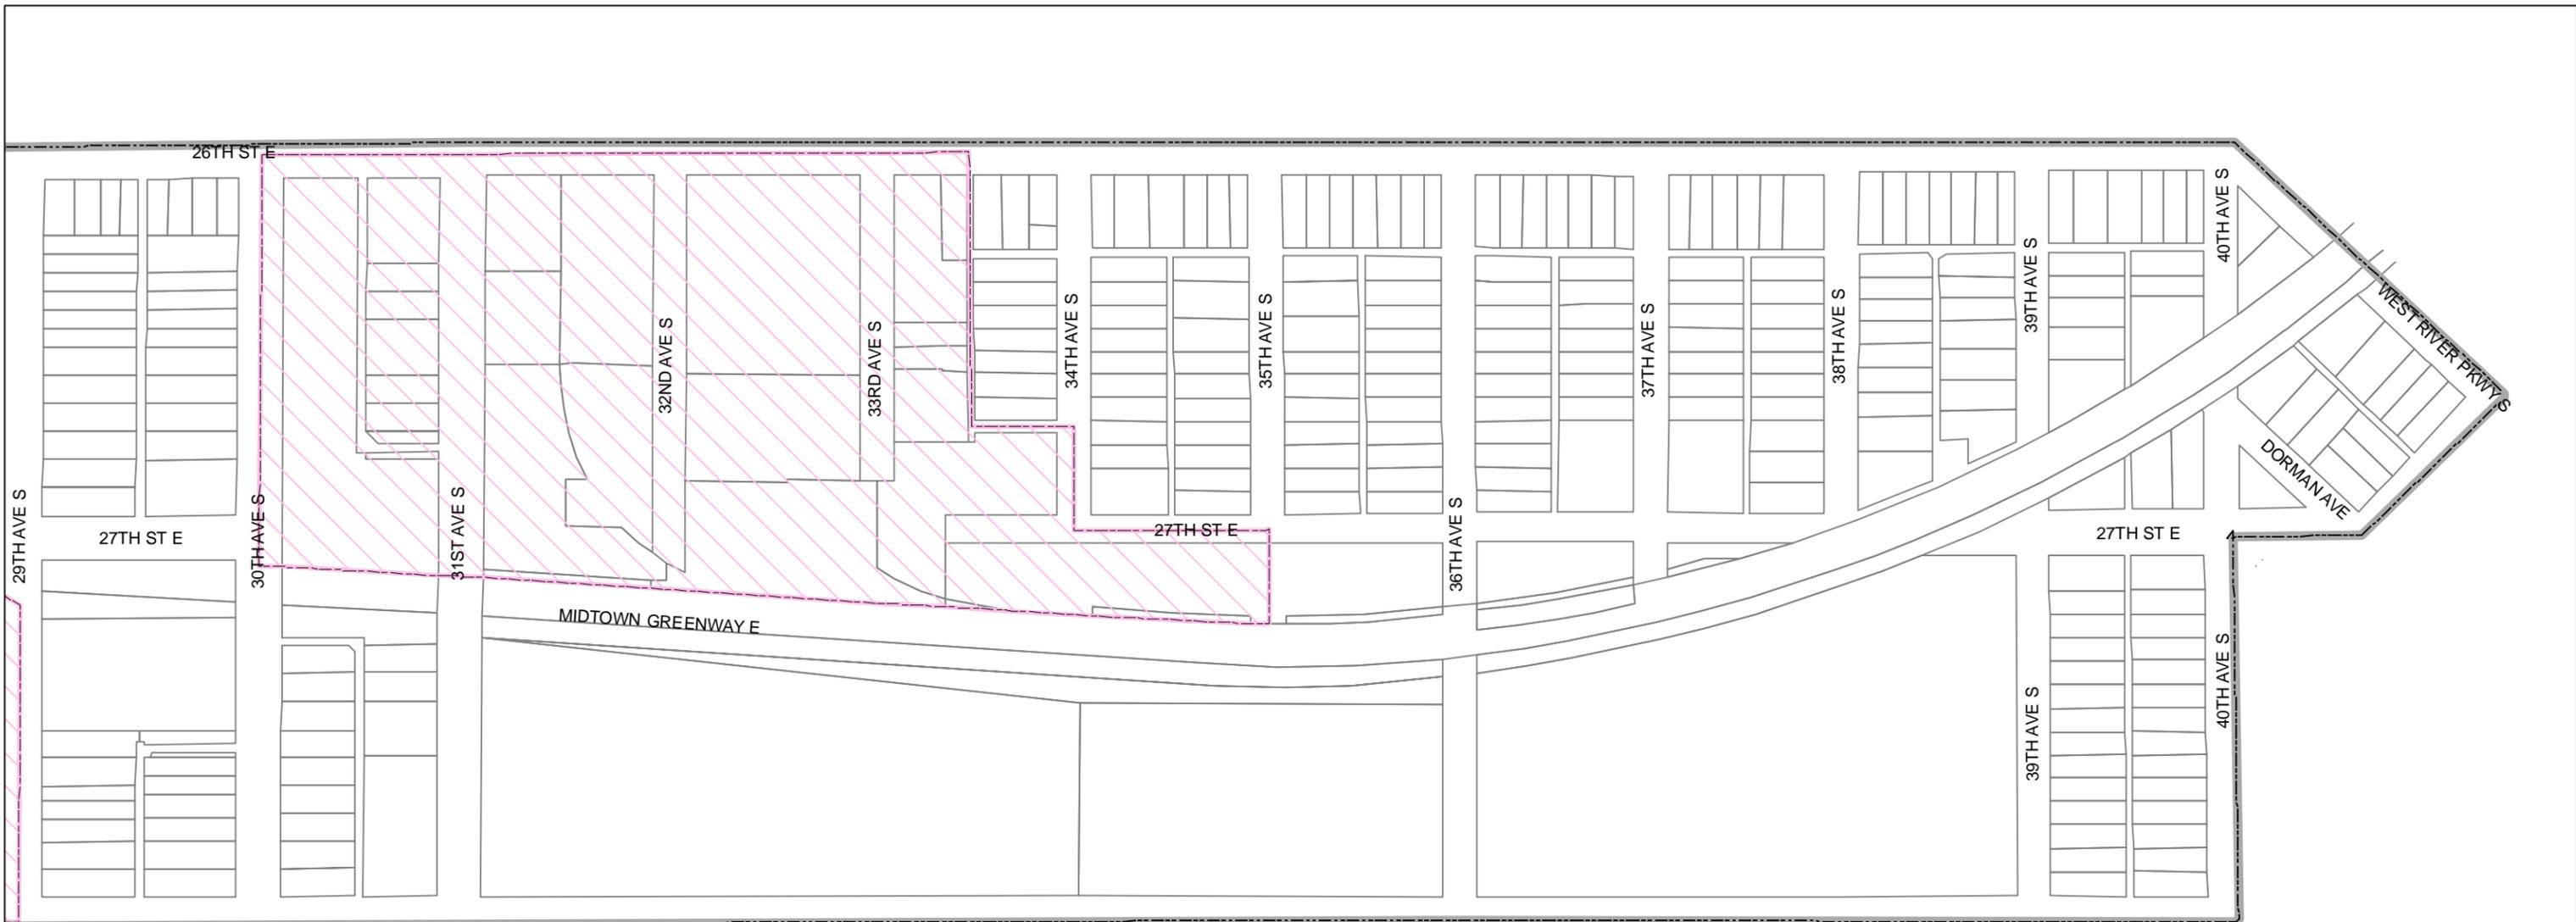 26TH ST E
40TH AVE S
39TH AVE S
WEST RIVER PKWY S
34TH AVE S
35TH AVE S
38TH AVE S
37TH AVE S
32ND AVE S
33RD AVE S
DORMAN AVE
29TH AVE S
30TH AVE S
31ST AVE S
36TH AVE S
27TH ST E
27TH ST E
27TH ST E
MIDTOWN GREENWAY E
40TH AVE S
39TH AVE S